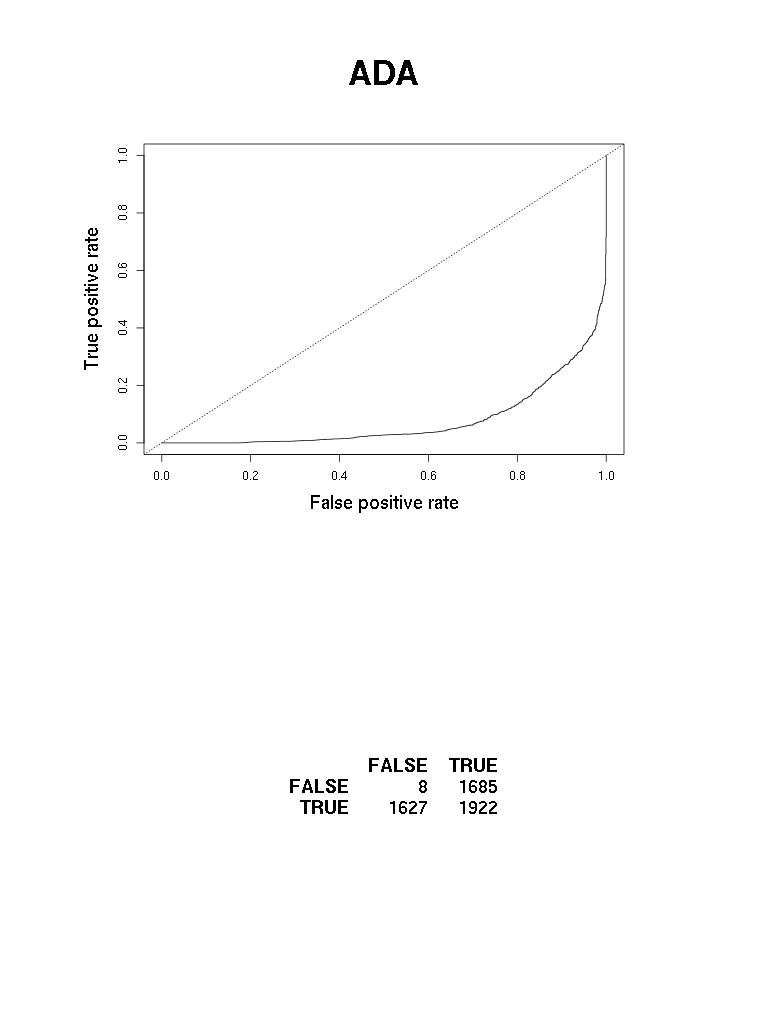 ADA
True positive rate
1.0
0.8
0.6
0.4
0.2
0.0
0.0 0.2 0.4 0.6 0.8 1.0
False positive rate
FALSE TRUE
FALSE 8 1685
TRUE 1627 1922